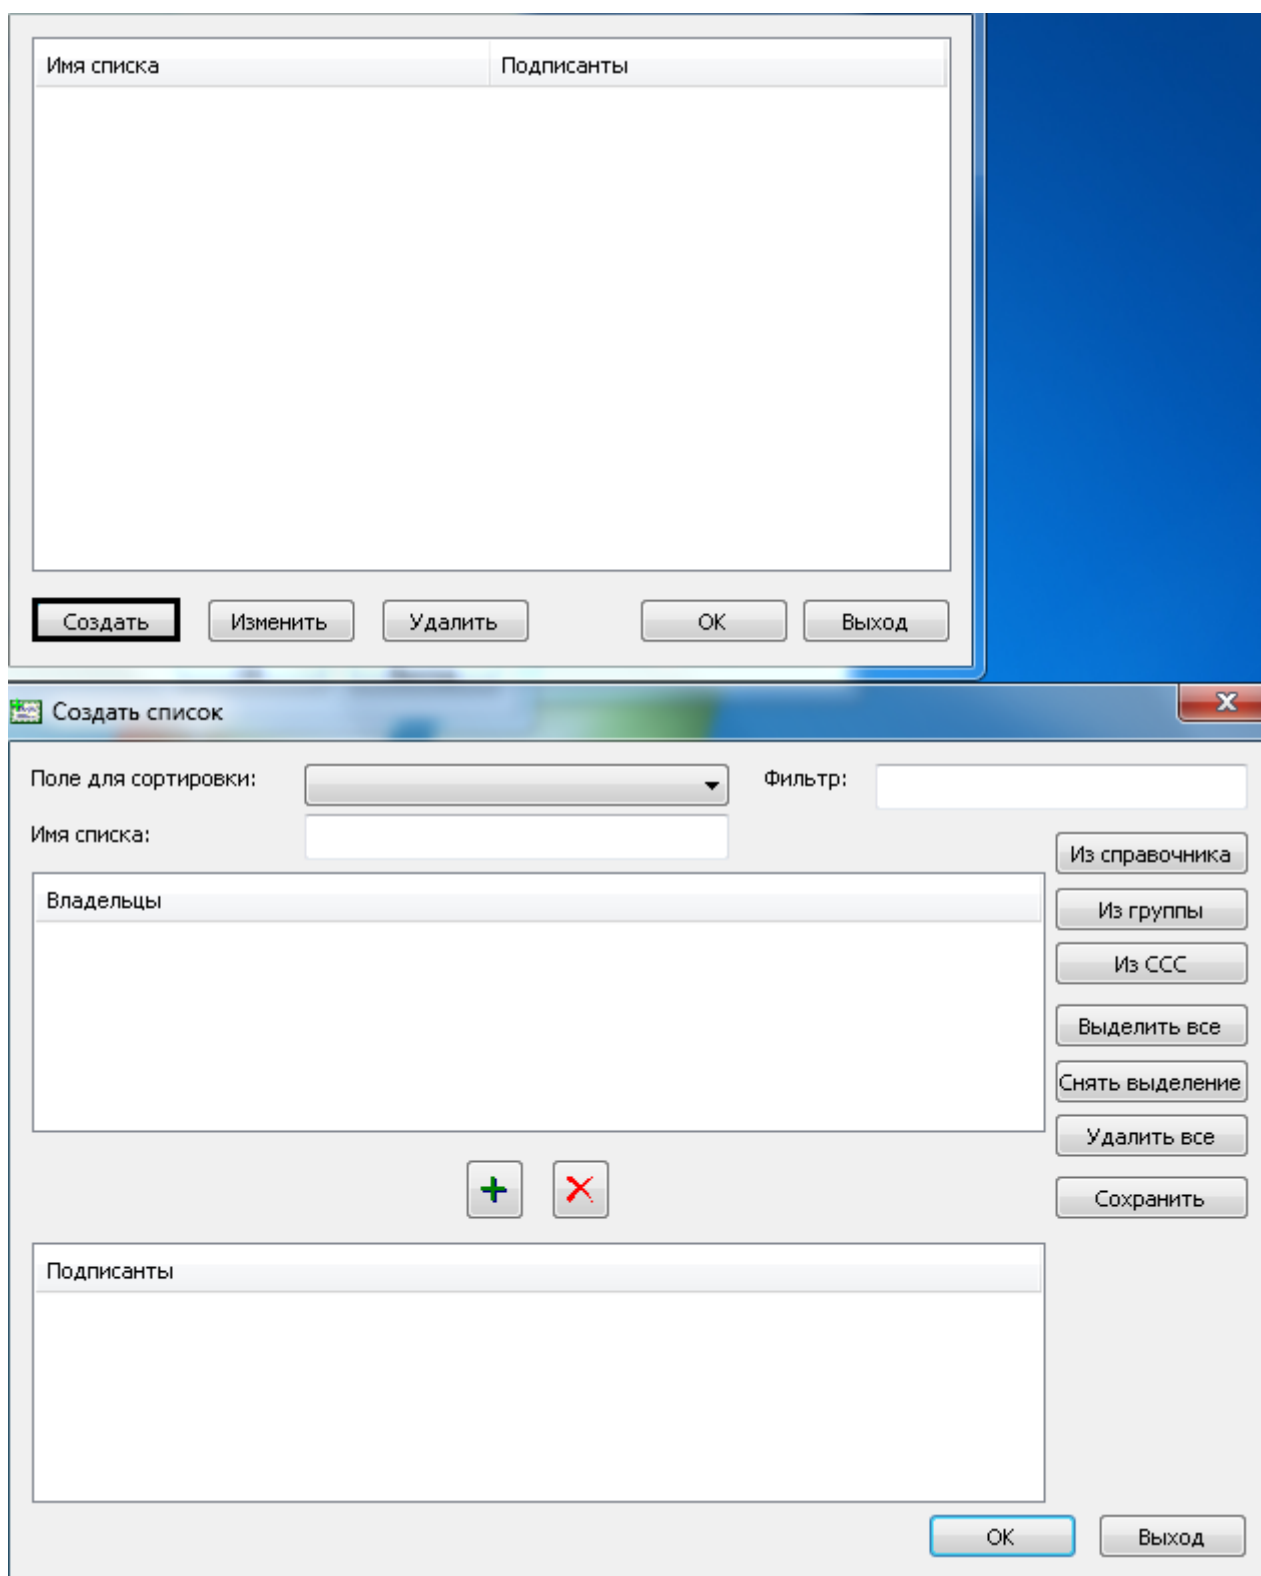 Имя списка Подписанты
Создать Изменить Удалить ОК Выход
Создать список
Поле для сортировки: Фильтр:
Имя списка:
Из справочника
Владельцы
Из группы
Из ССС
Выделить все
Снять выделение
Удалить все
Сохранить
Подписанты
ОК Выход